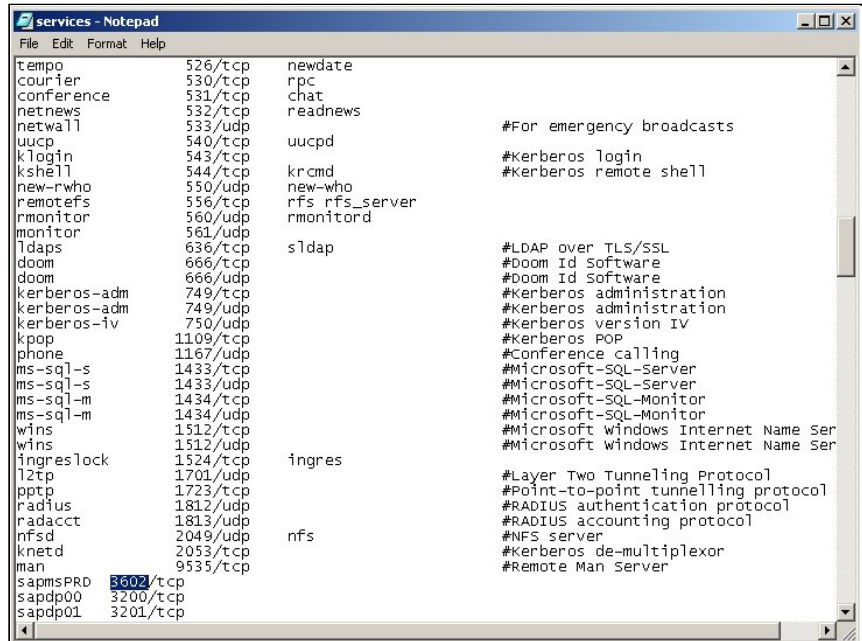 services - Notepad
File Edit Format Help
tempo 526/tcp newdate
courier 530/tcp rpc
conference 531/tcp chat
netnews 532/tcp readnews
netwall 533/udp #For emergency broadcasts
uucp 540/tcp uucpd
klogin 543/tcp #Kerberos login
kshell 544/tcp krcmd #Kerberos remote shell
new-rwho 550/udp new-who
remotefs 556/tcp rfs rfs_server
rmonitor 560/udp rmonitord
monitor 561/udp
ldaps 636/tcp sldap #LDAP over TLS/SSL
doom 666/tcp #Doom Id Software
doom 666/udp #Doom Id Software
kerberos-adm 749/tcp #Kerberos administration
kerberos-adm 749/udp #Kerberos administration
kerberos-iv 750/udp #Kerberos version IV
kpop 1109/tcp #Kerberos POP
phone 1167/udp #Conference calling
ms-sql-s 1433/tcp #Microsoft-SQL-Server
ms-sql-s 1433/udp #Microsoft-SQL-Server
ms-sql-m 1434/tcp #Microsoft-SQL-Monitor
ms-sql-m 1434/udp #Microsoft-SQL-Monitor
wins 1512/tcp #Microsoft Windows Internet Name Ser
wins 1512/udp #Microsoft Windows Internet Name Ser
ingreslock 1524/tcp ingres
l2tp 1701/udp #Layer Two Tunneling Protocol
pptp 1723/tcp #Point-to-point tunnelling protocol
radius 1812/udp #RADIUS authentication protocol
radacct 1813/udp #RADIUS accounting protocol
nfsd 2049/udp nfs #NFS server
knetd 2053/tcp #Kerberos de-multiplexor
man 9535/tcp #Remote Man Server
sapmsPRD 3602/tcp
sapdp00 3200/tcp
sapdp01 3201/tcp